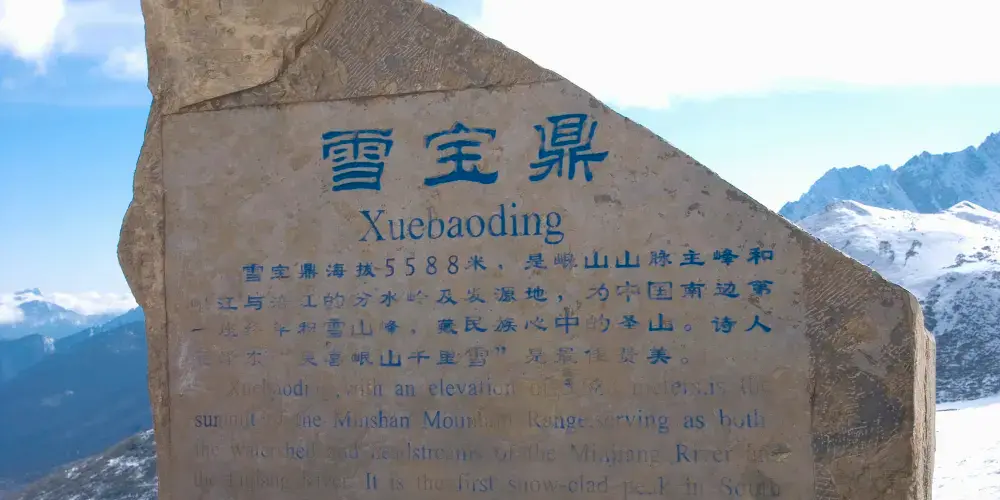 雪宝鼎
Xuebaoding
雪宝鼎海拔5588米，是岷山山脉主峰和
江与涪江的分水岭及发源地，为中国南边第
一座终年积雪山峰，藏民族心中的圣山。诗人
"更喜岷山千里雪"是最佳赞美。
Xuebaoding with an elevation of meters is the
summit of the Minshan Mountain Range serving as both
the watershed and headstreams of the Minjiang River and
the Fujiang River. It is the first snow-clad peak in South